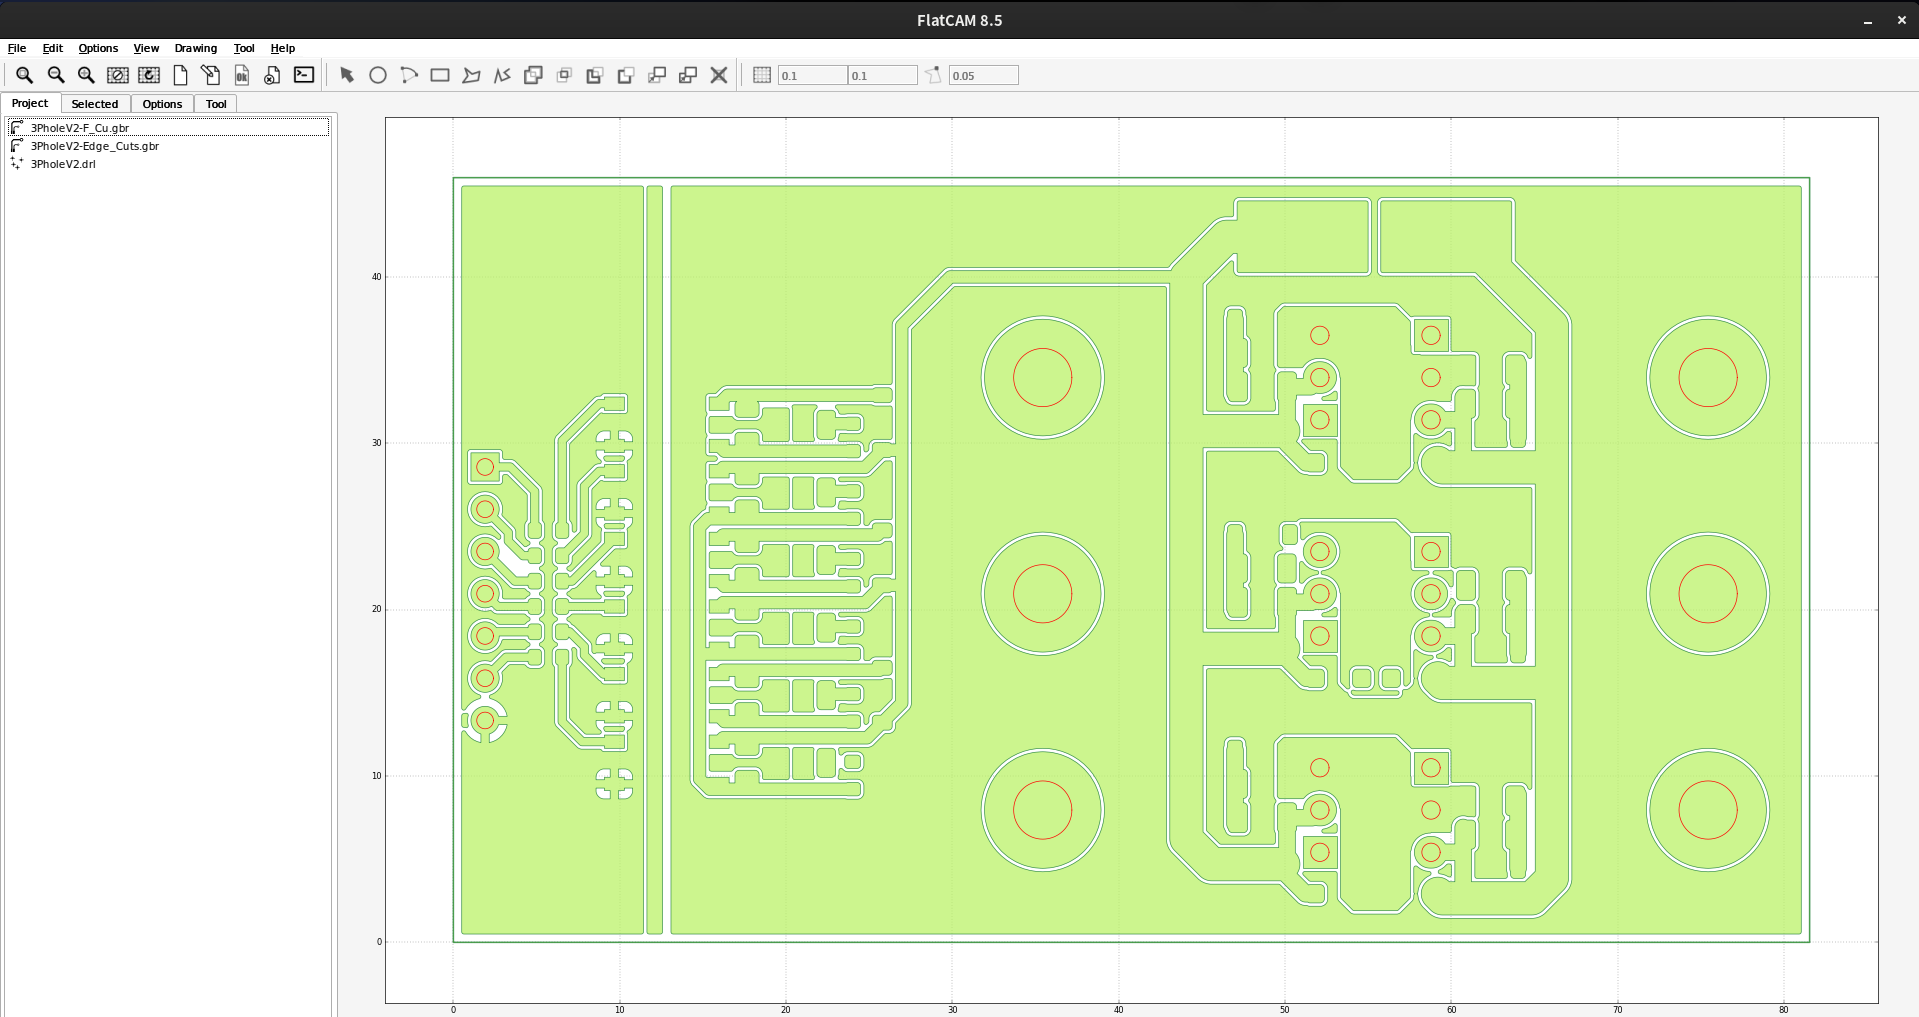 FlatCAM 8.5
File Edit Options View Drawing Tool Help
0.1 0.1 0.05
Project Selected Options Tool
3PholeV2-F_Cu.gbr
3PholeV2-Edge_Cuts.gbr
3PholeV2.drl
40
30
20
10
0
0 10 20 30 40 50 60 70 80